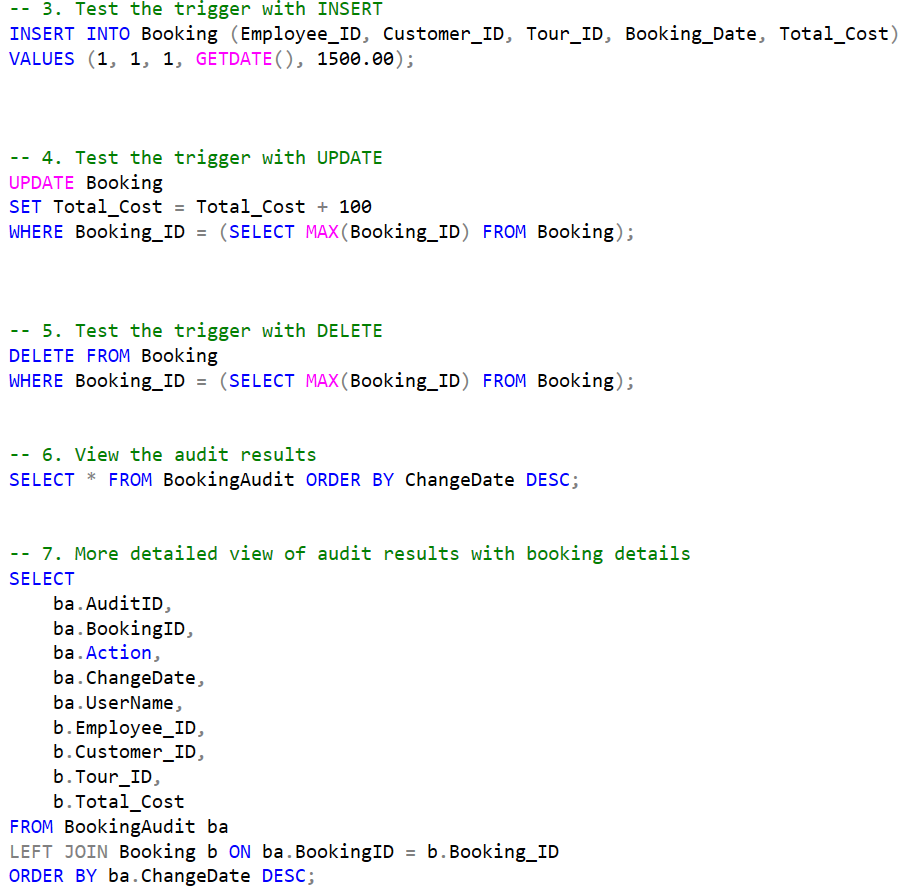 -- 3. Test the trigger with INSERT
INSERT INTO Booking (Employee_ID, Customer_ID, Tour_ID, Booking_Date, Total_Cost)
VALUES (1, 1, 1, GETDATE(), 1500.00);
-- 4. Test the trigger with UPDATE
UPDATE Booking
SET Total_Cost = Total_Cost + 100
WHERE Booking_ID = (SELECT MAX(Booking_ID) FROM Booking);
-- 5. Test the trigger with DELETE
DELETE FROM Booking
WHERE Booking_ID = (SELECT MAX(Booking_ID) FROM Booking);
-- 6. View the audit results
SELECT * FROM BookingAudit ORDER BY ChangeDate DESC;
-- 7. More detailed view of audit results with booking details
SELECT
    ba.AuditID,
    ba.BookingID,
    ba.Action,
    ba.ChangeDate,
    ba.UserName,
    b.Employee_ID,
    b.Customer_ID,
    b.Tour_ID,
    b.Total_Cost
FROM BookingAudit ba
LEFT JOIN Booking b ON ba.BookingID = b.Booking_ID
ORDER BY ba.ChangeDate DESC;